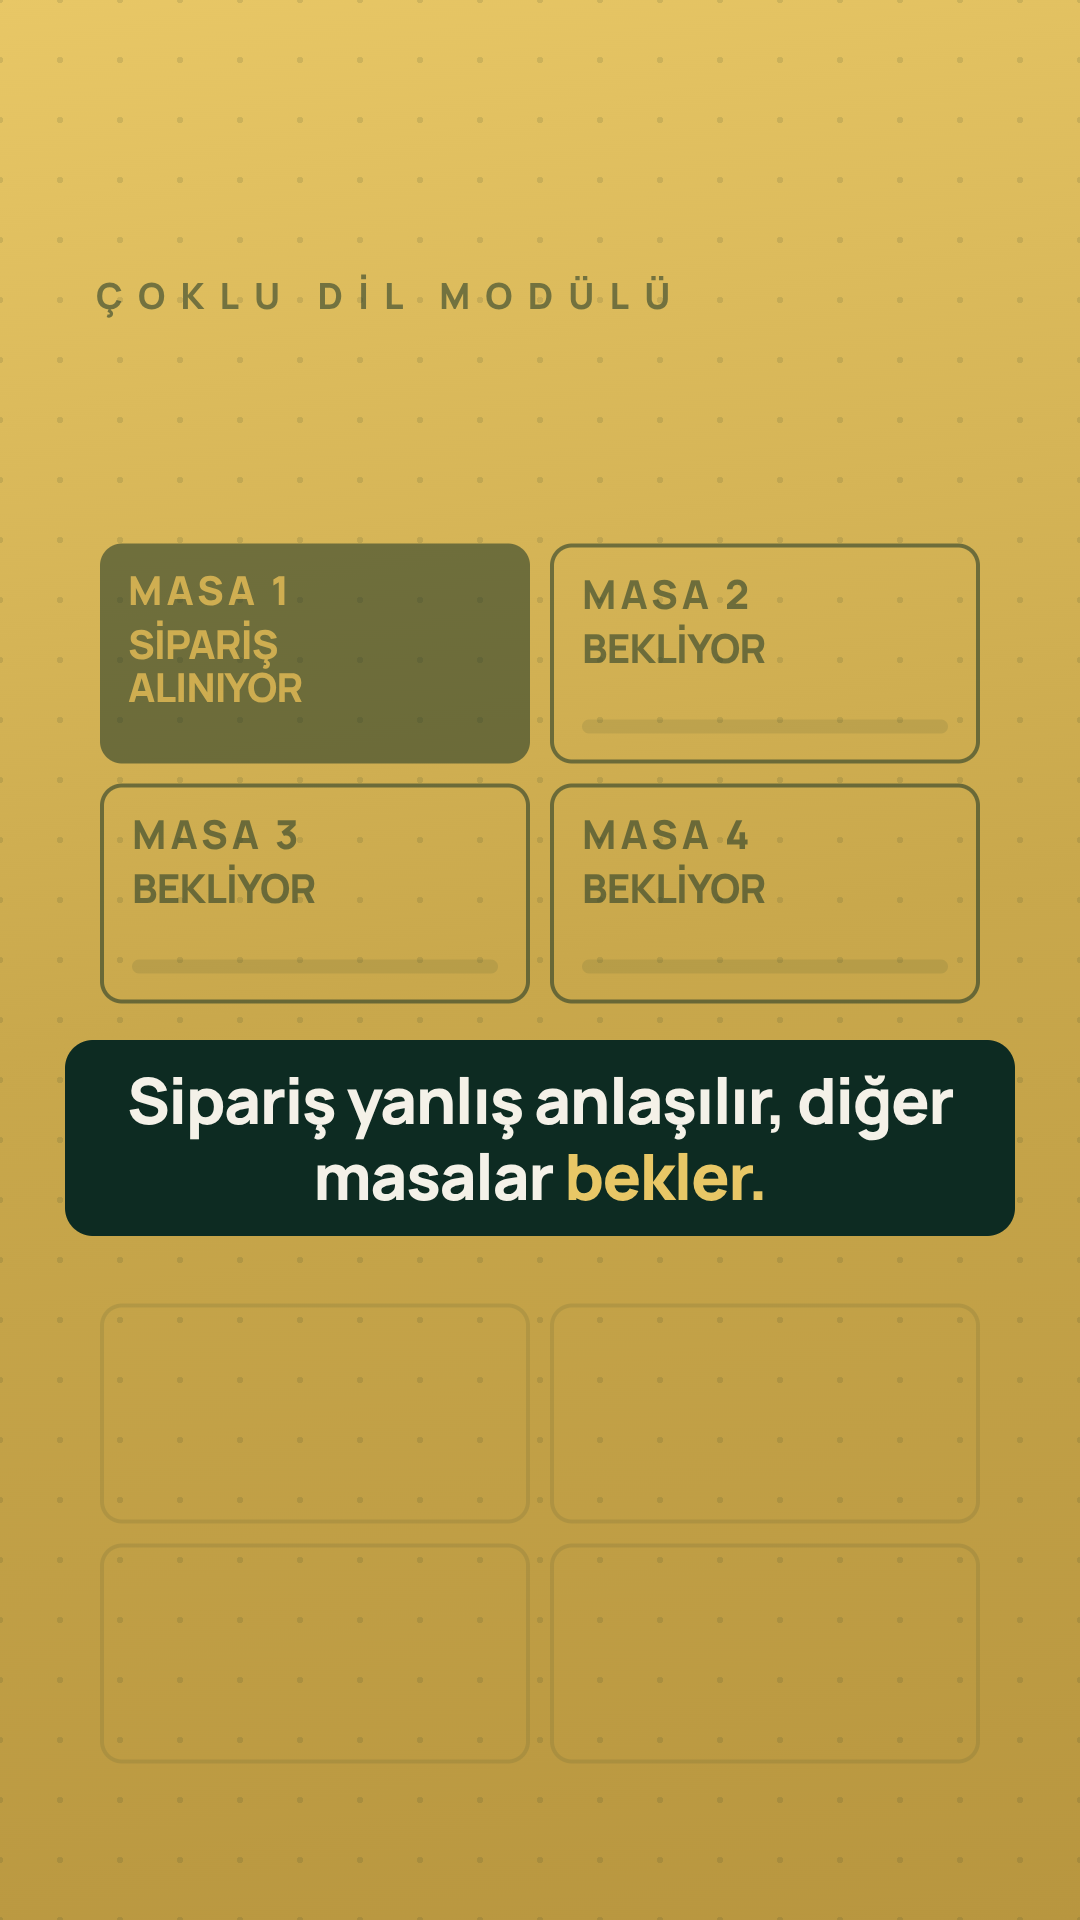 ÇOKLU DİL MODÜLÜ
MASA 1
SİPARİŞ
ALINIYOR
MASA 2
BEKLİYOR
MASA 3
BEKLİYOR
MASA 4
BEKLİYOR
Sipariş yanlış anlaşılır, diğer
masalar bekler.